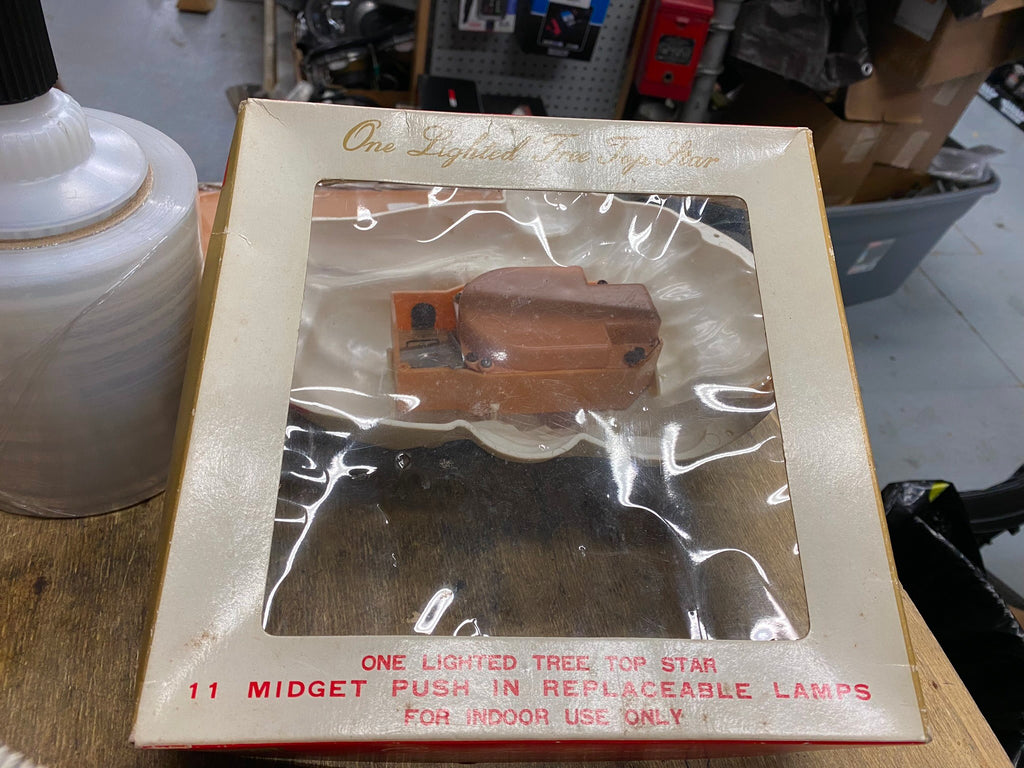 One Lighted Tree Top Star
ONE LIGHTED TREE TOP STAR
11 MIDGET PUSH IN REPLACEABLE LAMPS
FOR INDOOR USE ONLY